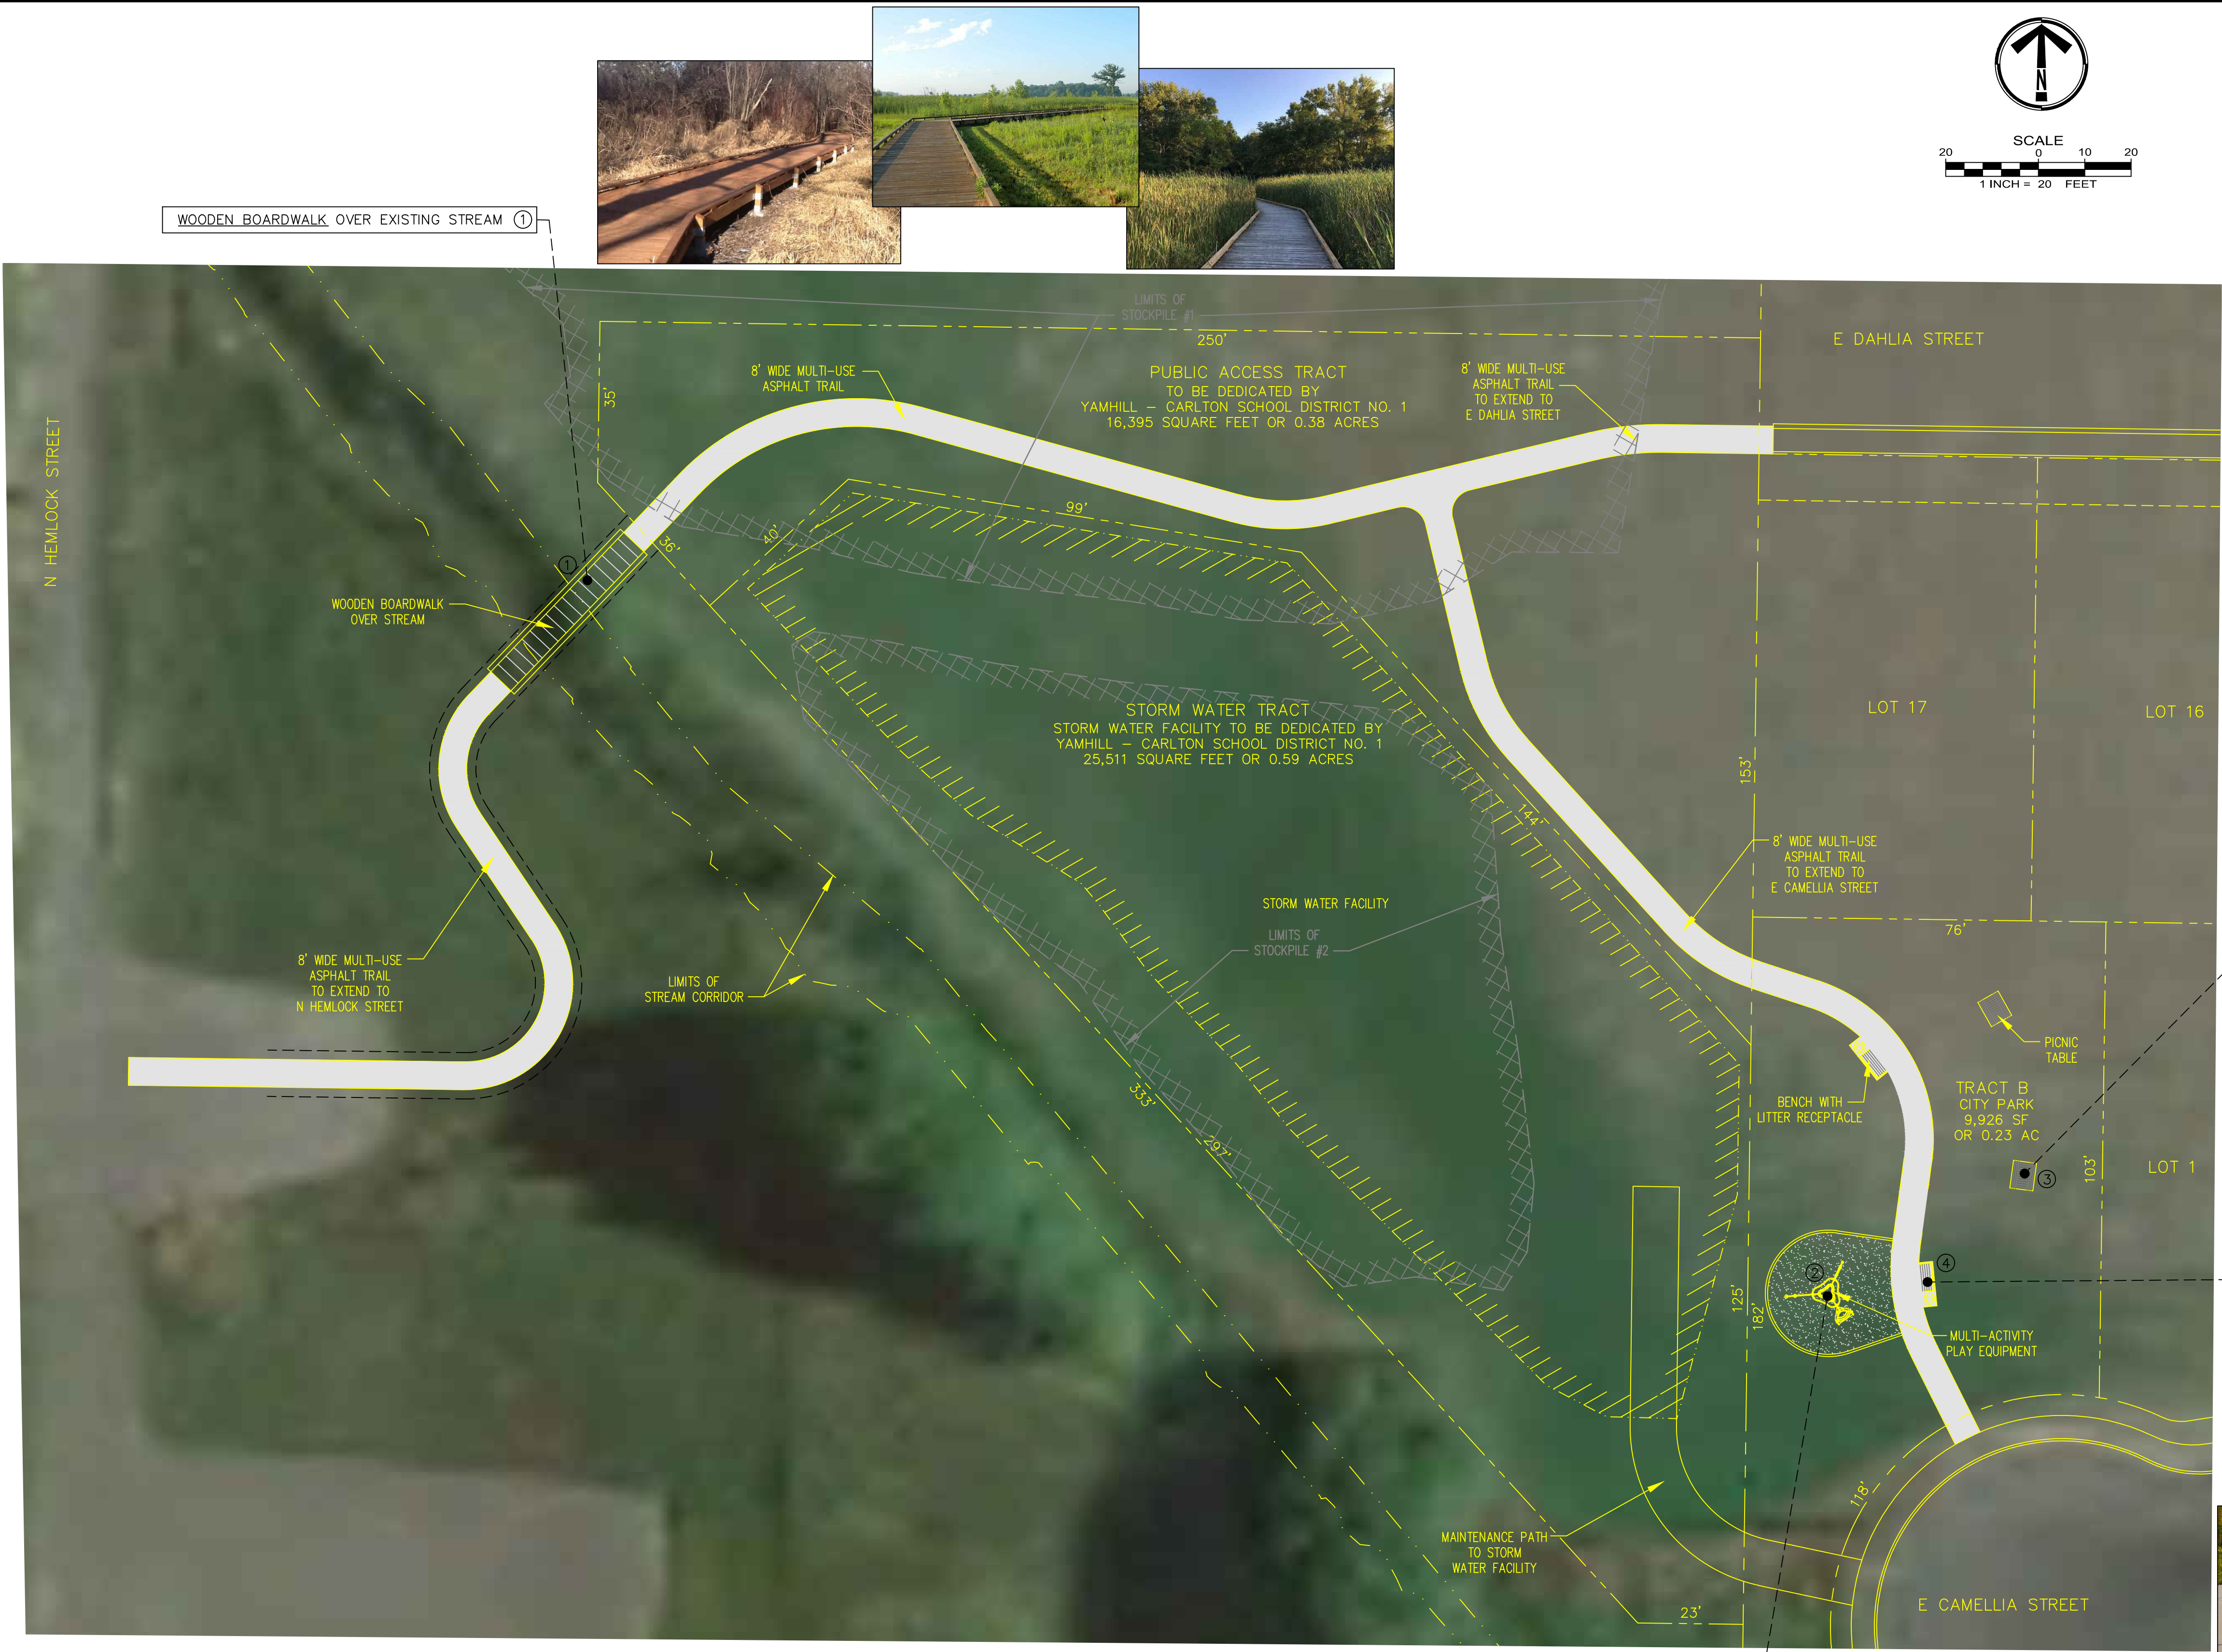 N
SCALE
20 0 10 20
1 INCH = 20 FEET
WOODEN BOARDWALK OVER EXISTING STREAM 1
LIMITS OF
STOCKPILE #1
250'
E DAHLIA STREET
35'
8' WIDE MULTI-USE
ASPHALT TRAIL
PUBLIC ACCESS TRACT
TO BE DEDICATED BY
YAMHILL – CARLTON SCHOOL DISTRICT NO. 1
16,395 SQUARE FEET OR 0.38 ACRES
8' WIDE MULTI-USE
ASPHALT TRAIL
TO EXTEND TO
E DAHLIA STREET
N HEMLOCK STREET
99'
40'
36'
1
WOODEN BOARDWALK
OVER STREAM
STORM WATER TRACT
STORM WATER FACILITY TO BE DEDICATED BY
YAMHILL – CARLTON SCHOOL DISTRICT NO. 1
25,511 SQUARE FEET OR 0.59 ACRES
LOT 17
LOT 16
153'
144'
8' WIDE MULTI-USE
ASPHALT TRAIL
TO EXTEND TO
E CAMELLIA STREET
STORM WATER FACILITY
LIMITS OF
STOCKPILE #2
76'
8' WIDE MULTI-USE
ASPHALT TRAIL
TO EXTEND TO
N HEMLOCK STREET
LIMITS OF
STREAM CORRIDOR
PICNIC
TABLE
BENCH WITH
LITTER RECEPTACLE
TRACT B
CITY PARK
9,926 SF
OR 0.23 AC
333'
297'
103'
LOT 1
3
4
2
125'
182'
MULTI-ACTIVITY
PLAY EQUIPMENT
118'
MAINTENANCE PATH
TO STORM
WATER FACILITY
23'
E CAMELLIA STREET